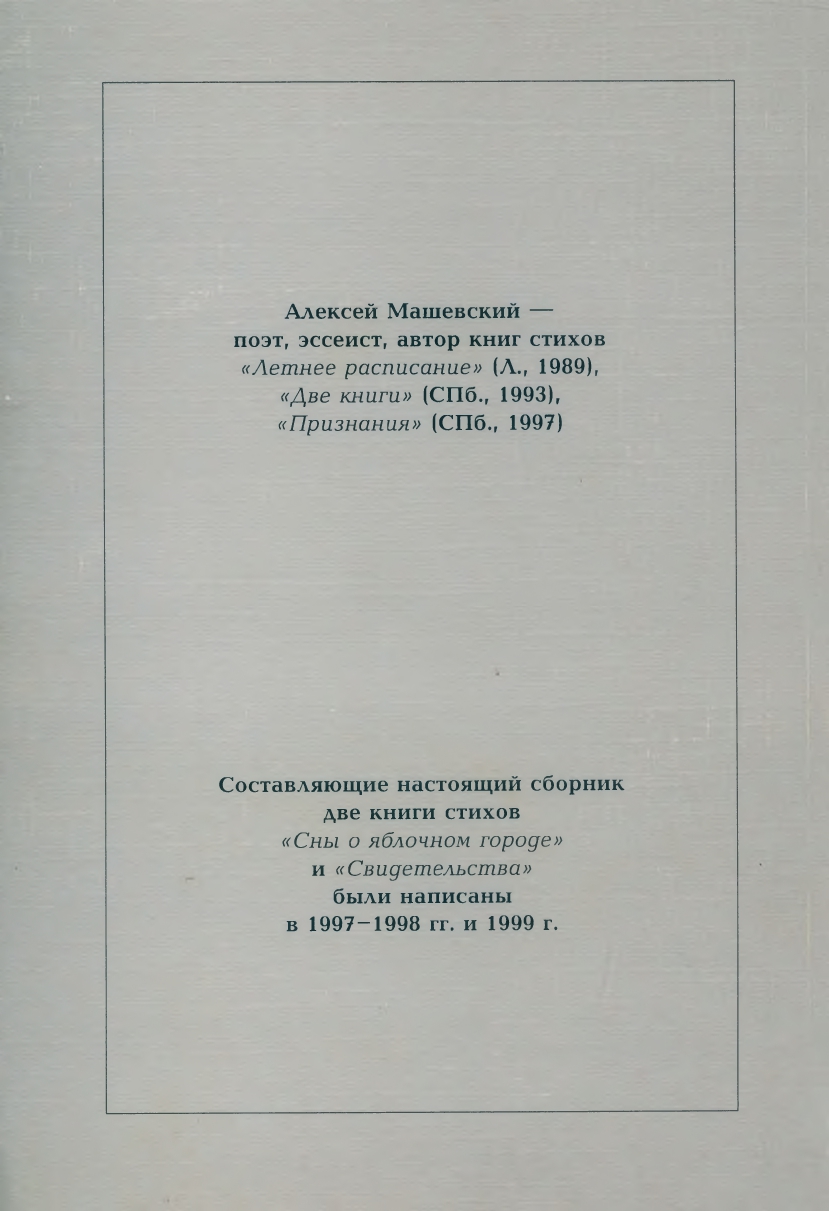 Алексей Машевский —
поэт, эссеист, автор книг стихов
«Летнее расписание» (Л., 1989),
«Две книги» (СПб., 1993),
«Признания» (СПб., 1997)
Составляющие настоящий сборник
две книги стихов
«Сны о яблочном городе»
и «Свидетельства»
были написаны
в 1997–1998 гг. и 1999 г.